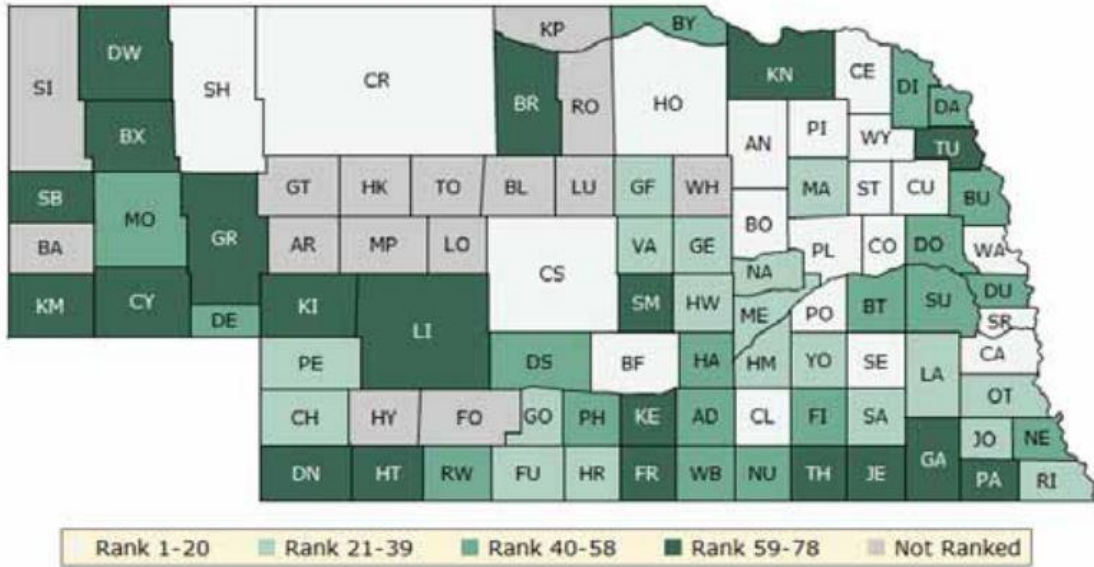 KP BY
DW SI SH CR BR RO HO KN CE DI DA
BX AN PI WY TU
SB MO GR GT HK TO BL LU GF WH MA ST CU BU
BA AR MP LO CS VA GE BO NA PL CO DO WA
KM CY DE KI LI SM HW ME PO BT SU DU SR
PE DS BF HA HM YO SE LA CA
CH HY FO GO PH KE AD CL FI SA OT
DN HT RW FU HR FR WB NU TH JE GA JO NE PA RI
Rank 1-20 Rank 21-39 Rank 40-58 Rank 59-78 Not Ranked